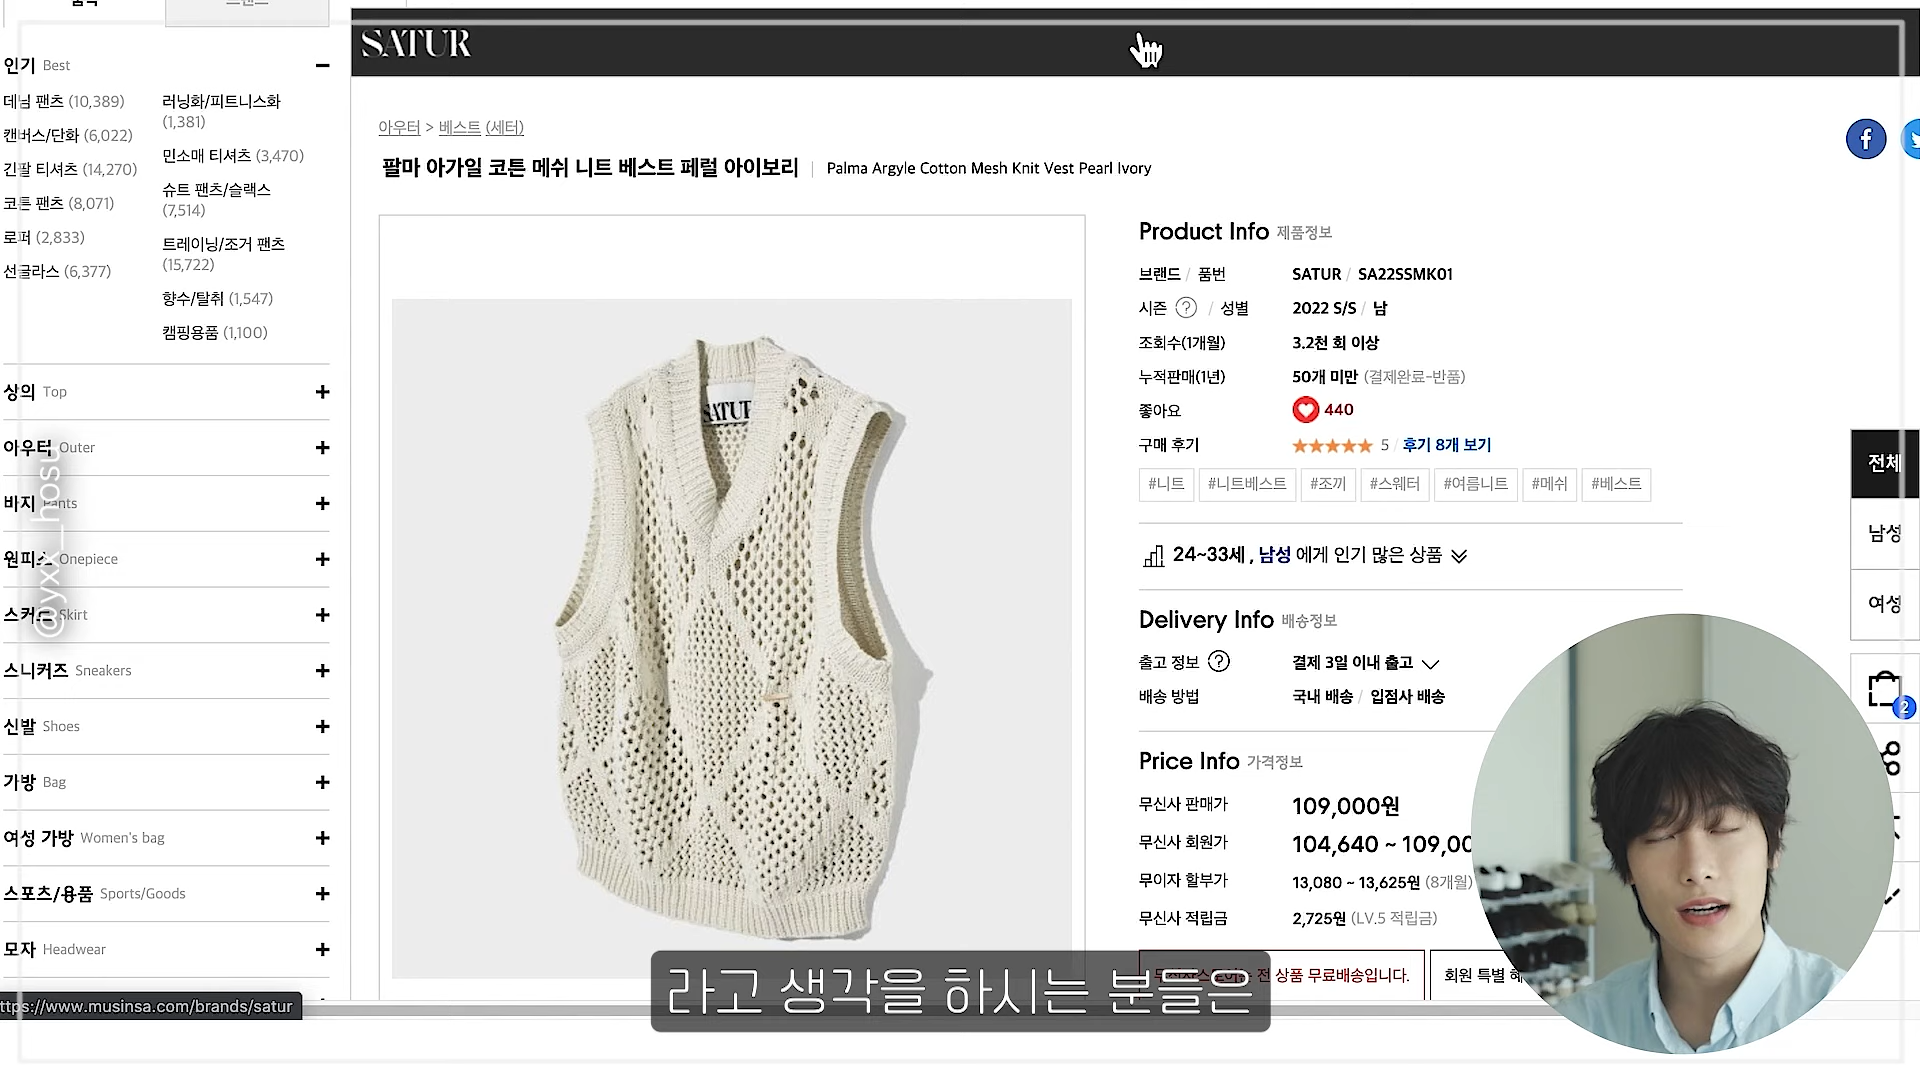 품목
브랜드
인기 Best
데님 팬츠 (10,389)
캔버스/단화 (6,022)
긴팔 티셔츠 (14,270)
코튼 팬츠 (8,071)
로퍼 (2,833)
선글라스 (6,377)
러닝화/피트니스화
(1,381)
민소매 티셔츠 (3,470)
슈트 팬츠/슬랙스
(7,514)
트레이닝/조거 팬츠
(15,722)
향수/탈취 (1,547)
캠핑용품 (1,100)
상의 Top
아우터 Outer
바지 Pants
원피스 Onepiece
스커트 Skirt
스니커즈 Sneakers
신발 Shoes
가방 Bag
여성 가방 Women's bag
스포츠/용품 Sports/Goods
모자 Headwear
@yxx__hosu
ttps://www.musinsa.com/brands/satur
SATUR
아우터 > 베스트 (세터)
팔마 아가일 코튼 메쉬 니트 베스트 페럴 아이보리 | Palma Argyle Cotton Mesh Knit Vest Pearl Ivory
SATUR
Product Info 제품정보
브랜드 / 품번 SATUR / SA22SSMK01
시즌 ? / 성별 2022 S/S / 남
조회수(1개월) 3.2천 회 이상
누적판매(1년) 50개 미만 (결제완료-반품)
좋아요 440
구매 후기 ★★★★★ 5 / 후기 8개 보기
#니트 #니트베스트 #조끼 #스웨터 #여름니트 #메쉬 #베스트
24~33세, 남성 에게 인기 많은 상품
Delivery Info 배송정보
출고 정보 ? 결제 3일 이내 출고
배송 방법 국내 배송 / 입점사 배송
Price Info 가격정보
무신사 판매가 109,000원
무신사 회원가 104,640 ~ 109,00
무이자 할부가 13,080 ~ 13,625원 (8개월)
무신사 적립금 2,725원 (LV.5 적립금)
전 상품 무료배송입니다.
회원 특별 혜
전체
남성
여성
2
f
라고 생각을 하시는 분들은